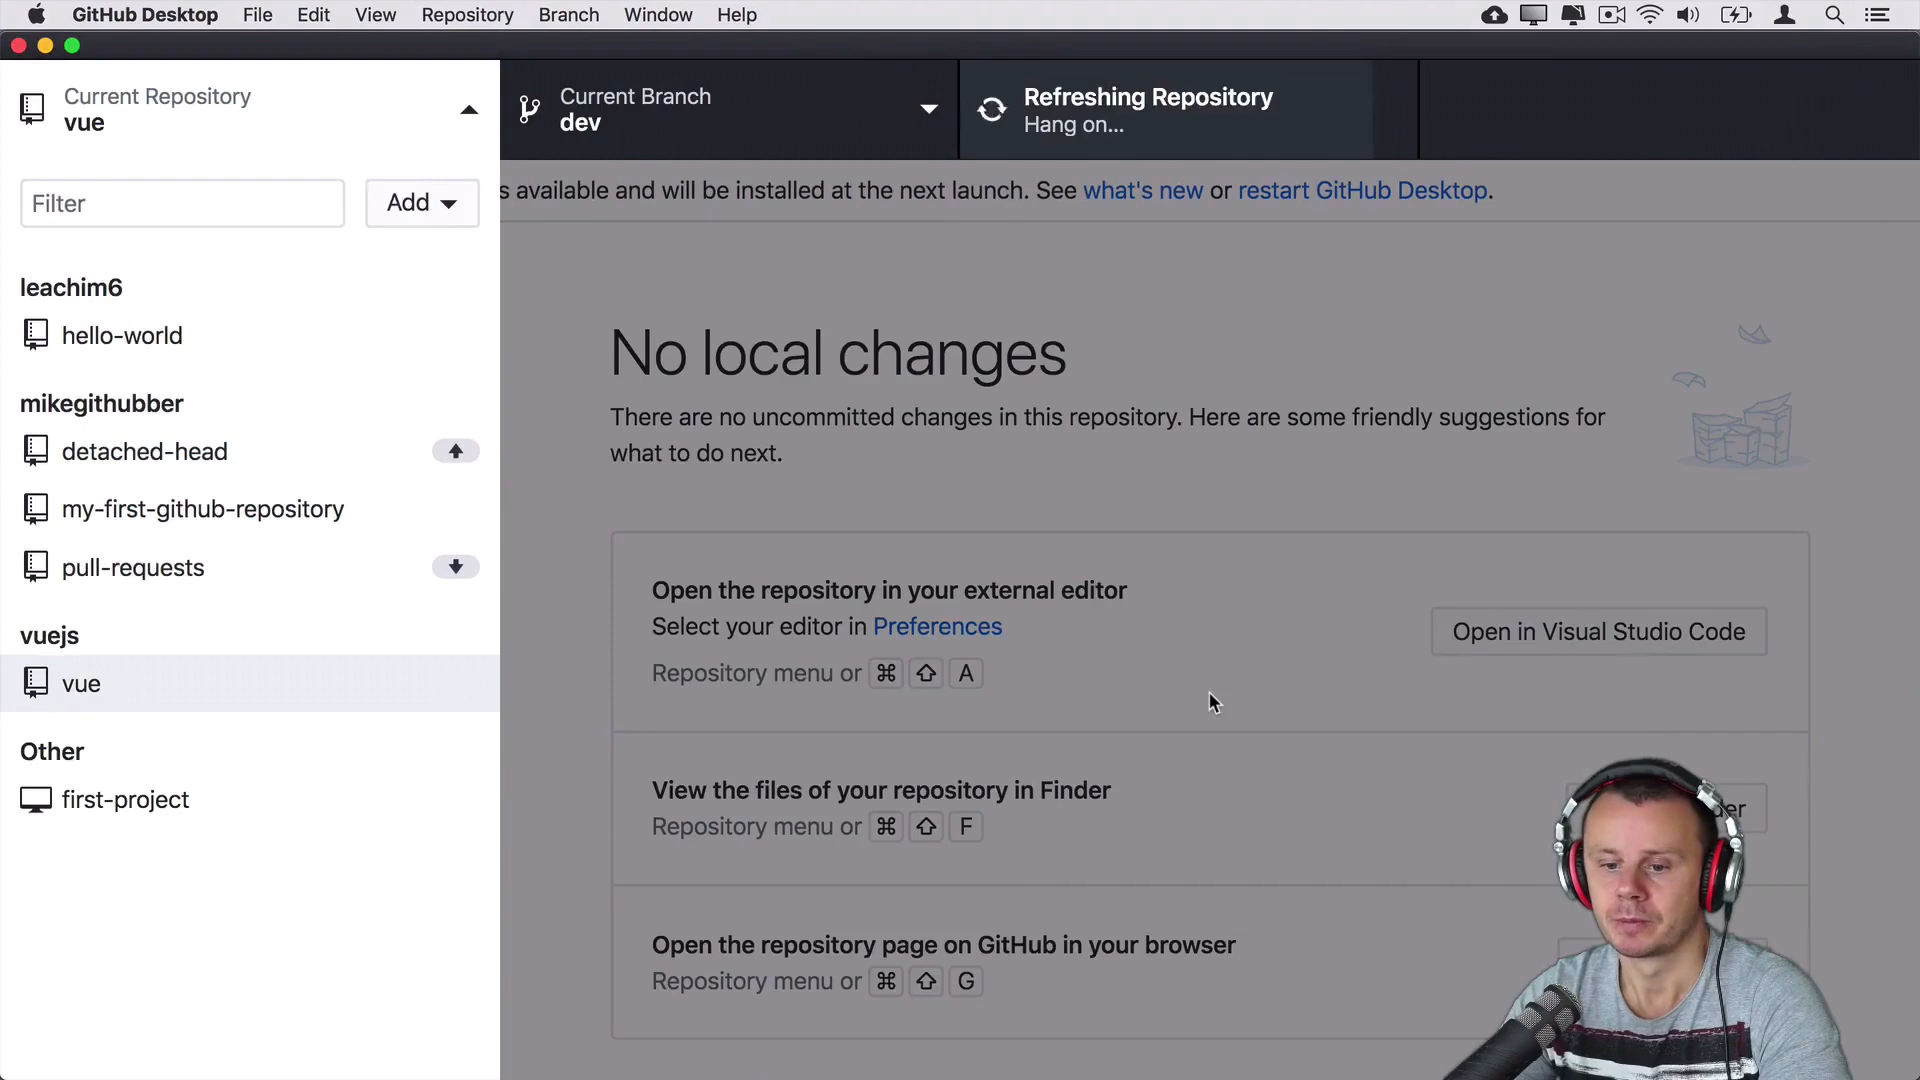 GitHub Desktop File Edit View Repository Branch Window Help
Current Repository
vue
Current Branch
dev
Refreshing Repository
Hang on...
Filter
Add
s available and will be installed at the next launch. See what's new or restart GitHub Desktop.
leachim6
hello-world
mikegithubber
detached-head
my-first-github-repository
pull-requests
vuejs
vue
Other
first-project
No local changes
There are no uncommitted changes in this repository. Here are some friendly suggestions for
what to do next.
Open the repository in your external editor
Select your editor in Preferences
Repository menu or ⌘ ⇧ A
Open in Visual Studio Code
View the files of your repository in Finder
Repository menu or ⌘ ⇧ F
Open the repository page on GitHub in your browser
Repository menu or ⌘ ⇧ G